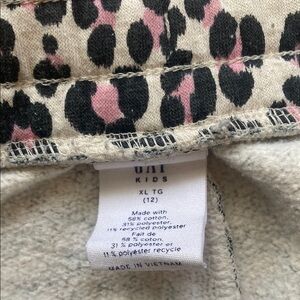 GAP
KIDS
XL TG
(12)
Made with
58% cotton,
31% polyester,
11% recycled polyester
Fait de
58 % coton,
31 % polyester et
11 % polyester recyclé
MADE IN VIETNAM